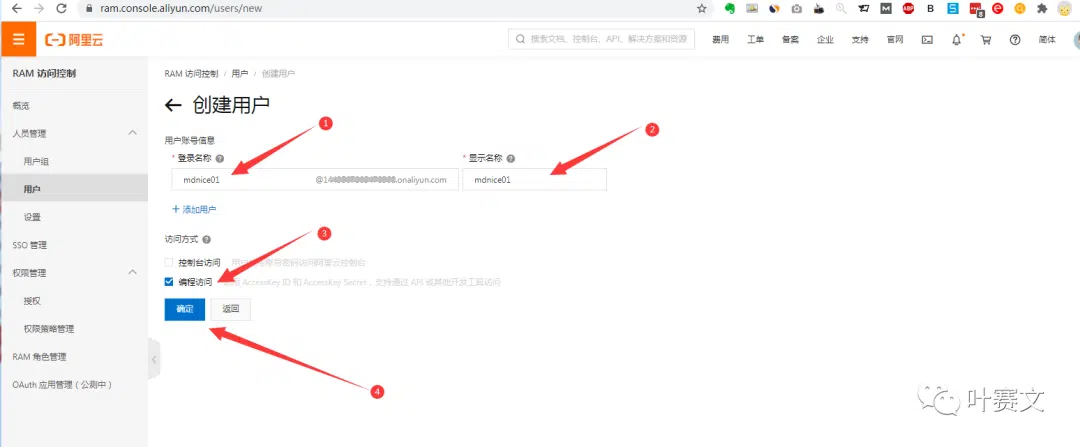 ram.console.aliyun.com/users/new
阿里云
搜索文档、控制台、API、解决方案和资源
费用 工单 备案 企业 支持 官网 简体
RAM 访问控制
概览
人员管理
用户组
用户
设置
SSO 管理
权限管理
授权
权限策略管理
RAM 角色管理
OAuth 应用管理（公测中）
RAM 访问控制 / 用户 / 创建用户
← 创建用户
用户账号信息
* 登录名称 * 显示名称
mdnice01 .onaliyun.com mdnice01
+ 添加用户
访问方式
控制台访问 密码访问阿里云控制台
编程访问 AccessKey ID 和 AccessKey Secret，支持通过 API 或其他开发工具访问
确定 返回
1
2
3
4
叶赛文